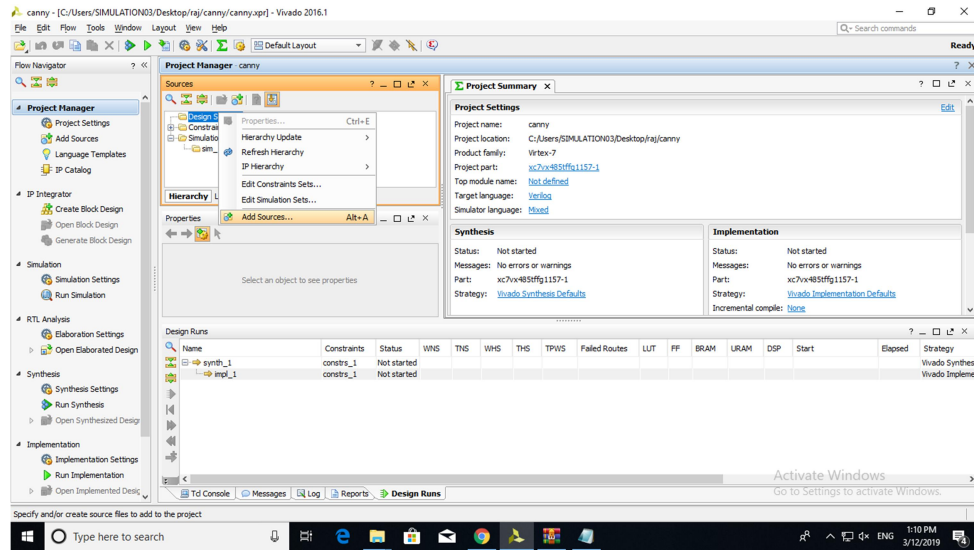 canny - [C:/Users/SIMULATION03/Desktop/raj/canny/canny.xpr] - Vivado 2016.1
File Edit Flow Tools Window Layout View Help
Search commands
Default Layout
Ready
Flow Navigator
Project Manager - canny
Project Manager
Project Settings
Add Sources
Language Templates
IP Catalog
IP Integrator
Create Block Design
Open Block Design
Generate Block Design
Simulation
Simulation Settings
Run Simulation
RTL Analysis
Elaboration Settings
Open Elaborated Design
Synthesis
Synthesis Settings
Run Synthesis
Open Synthesized Design
Implementation
Implementation Settings
Run Implementation
Open Implemented Desig
Sources
Design S
Constrai
Simulatio
sim_
Hierarchy
Properties... Ctrl+E
Hierarchy Update
Refresh Hierarchy
IP Hierarchy
Edit Constraints Sets...
Edit Simulation Sets...
Add Sources... Alt+A
Properties
Select an object to see properties
Project Summary
Project Settings Edit
Project name: canny
Project location: C:/Users/SIMULATION03/Desktop/raj/canny
Product family: Virtex-7
Project part: xc7vx485tffg1157-1
Top module name: Not defined
Target language: Verilog
Simulator language: Mixed
Synthesis
Status: Not started
Messages: No errors or warnings
Part: xc7vx485tffg1157-1
Strategy: Vivado Synthesis Defaults
Implementation
Status: Not started
Messages: No errors or warnings
Part: xc7vx485tffg1157-1
Strategy: Vivado Implementation Defaults
Incremental compile: None
Design Runs
Name Constraints Status WNS TNS WHS THS TPWS Failed Routes LUT FF BRAM URAM DSP Start Elapsed Strategy
synth_1 constrs_1 Not started Vivado Synthes
impl_1 constrs_1 Not started Vivado Impleme
Tcl Console Messages Log Reports Design Runs
Activate Windows
Go to Settings to activate Windows.
Specify and/or create source files to add to the project
Type here to search
ENG
1:10 PM
3/12/2019